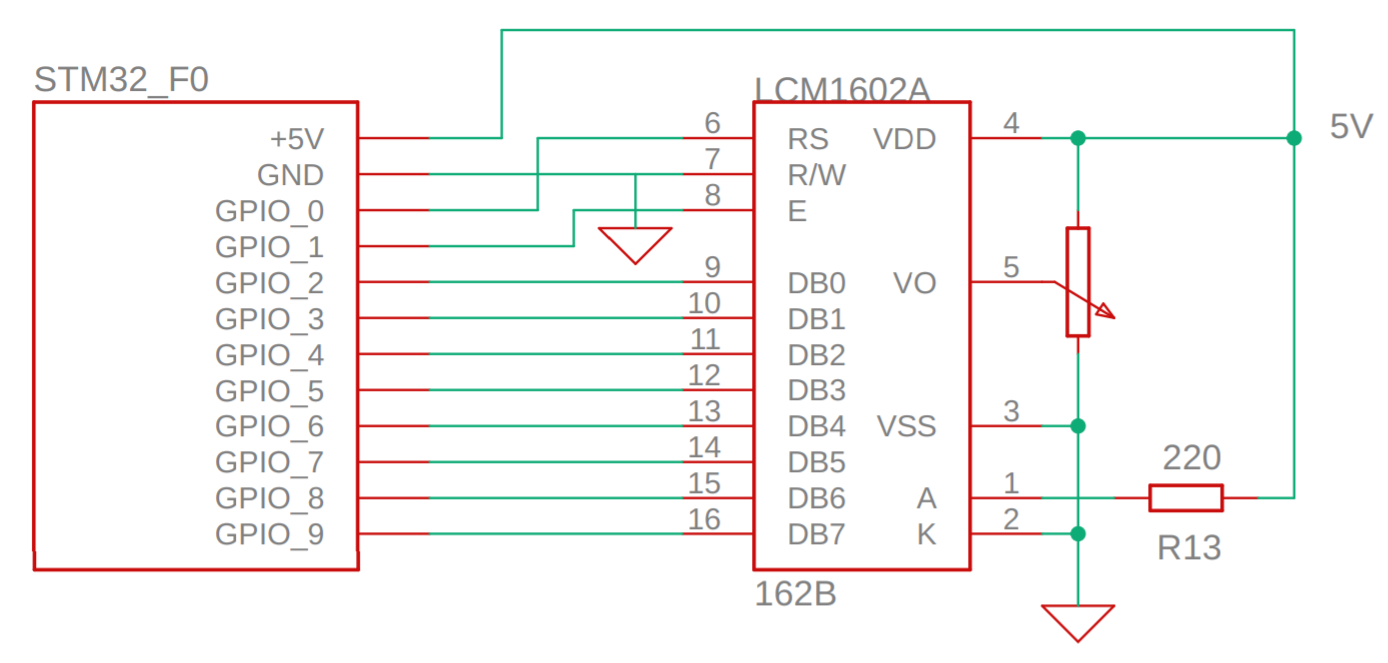 STM32_F0
+5V
GND
GPIO_0
GPIO_1
GPIO_2
GPIO_3
GPIO_4
GPIO_5
GPIO_6
GPIO_7
GPIO_8
GPIO_9
LCM1602A
6 RS VDD 4
7 R/W
8 E
9 DB0 VO 5
10 DB1
11 DB2
12 DB3
13 DB4 VSS 3
14 DB5
15 DB6 A 1
16 DB7 K 2
162B
5V
220
R13